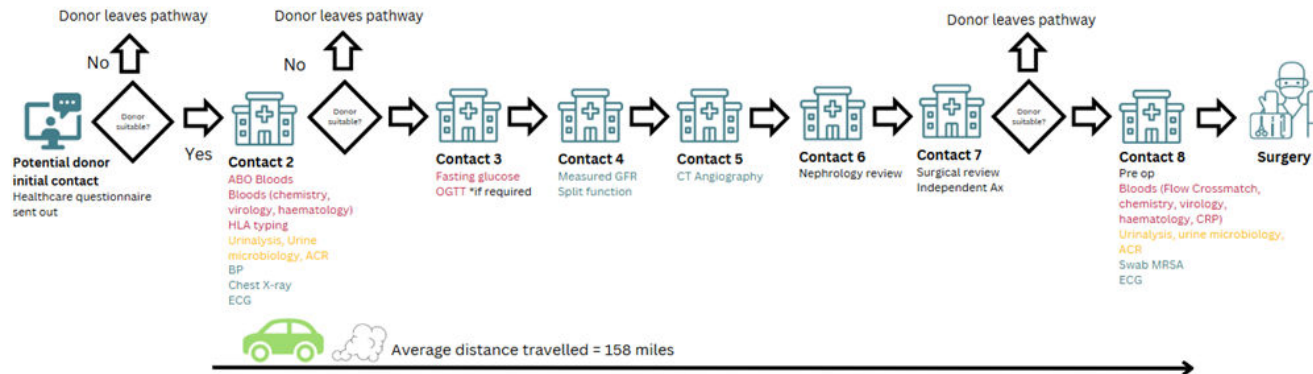 Donor leaves pathway
Donor leaves pathway
Donor leaves pathway
No
No
Donor
suitable?
Donor
suitable?
Donor
suitable?
Yes
Potential donor
initial contact
Healthcare questionnaire
sent out
Contact 2
ABO Bloods
Bloods (chemistry,
virology, haematology)
HLA typing
Urinalysis, Urine
microbiology, ACR
BP
Chest X-ray
ECG
Contact 3
Fasting glucose
OGTT *if required
Contact 4
Measured GFR
Split function
Contact 5
CT Angiography
Contact 6
Nephrology review
Contact 7
Surgical review
Independent Ax
Contact 8
Pre op
Bloods (Flow Crossmatch,
chemistry, virology,
haematology, CRP)
Urinalysis, urine microbiology,
ACR
Swab MRSA
ECG
Surgery
Average distance travelled = 158 miles